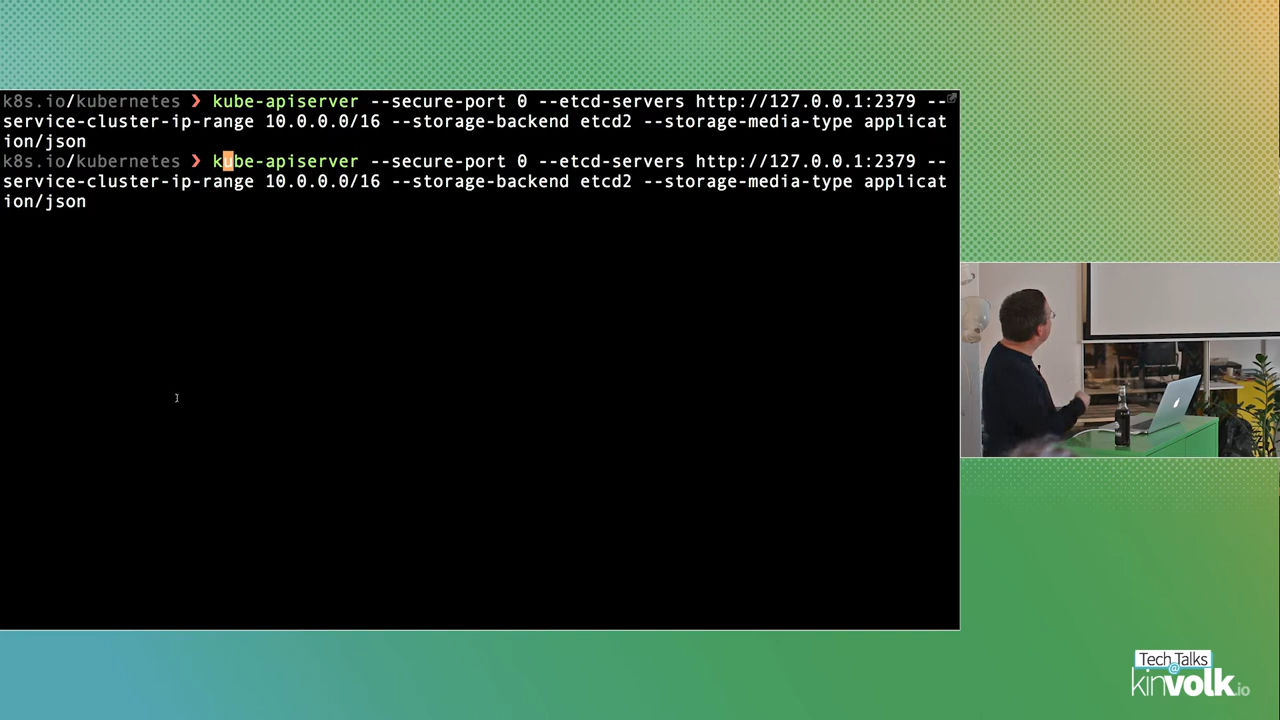 k8s.io/kubernetes ❯ kube-apiserver --secure-port 0 --etcd-servers http://127.0.0.1:2379 --
service-cluster-ip-range 10.0.0.0/16 --storage-backend etcd2 --storage-media-type applicat
ion/json
k8s.io/kubernetes ❯ kube-apiserver --secure-port 0 --etcd-servers http://127.0.0.1:2379 --
service-cluster-ip-range 10.0.0.0/16 --storage-backend etcd2 --storage-media-type applicat
ion/json
Tech Talks
@
kinvolk.io